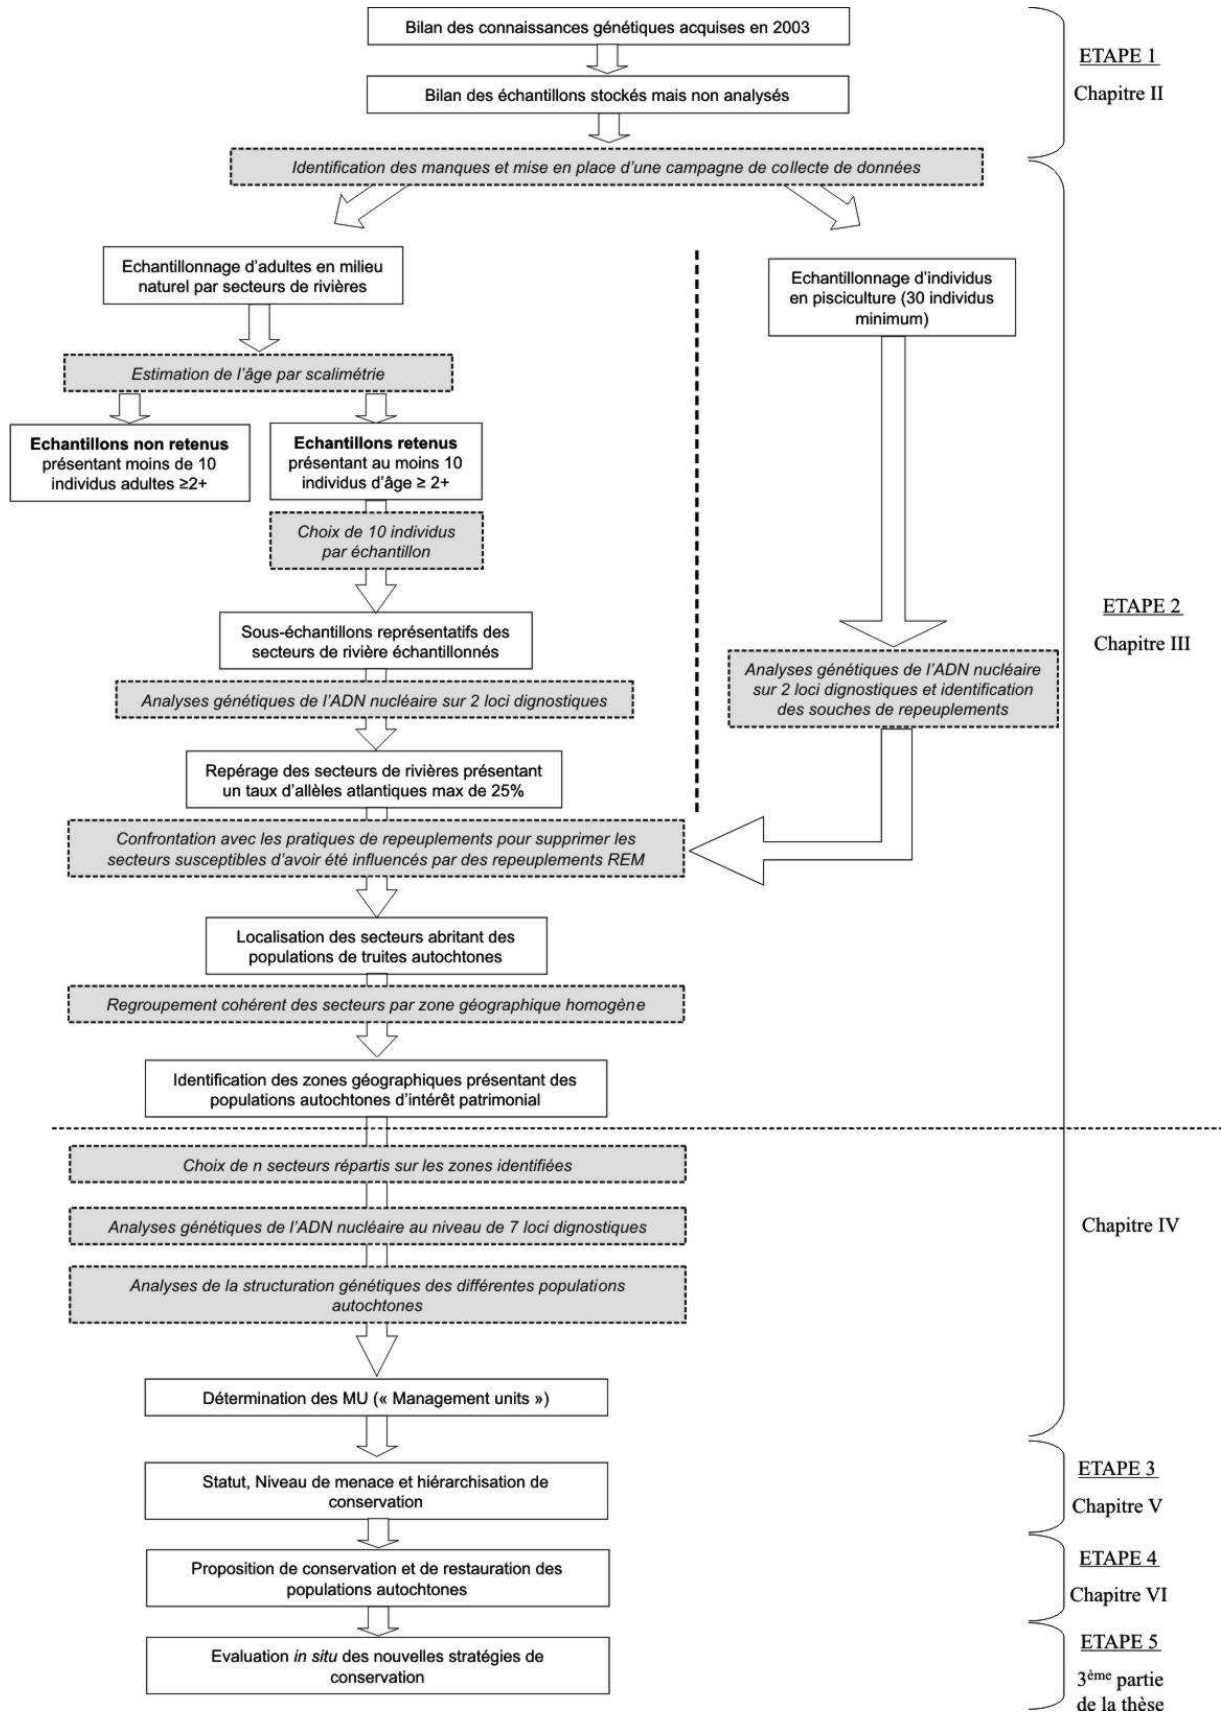 Bilan des connaissances génétiques acquises en 2003
ETAPE 1
Chapitre II
Bilan des échantillons stockés mais non analysés
Identification des manques et mise en place d'une campagne de collecte de données
Echantillonnage d'adultes en milieu
naturel par secteurs de rivières
Echantillonnage d'individus
en pisciculture (30 individus
minimum)
Estimation de l'âge par scalimétrie
Echantillons non retenus
présentant moins de 10
individus adultes ≥2+
Echantillons retenus
présentant au moins 10
individus d'âge ≥ 2+
Choix de 10 individus
par échantillon
Sous-échantillons représentatifs des
secteurs de rivière échantillonnés
ETAPE 2
Chapitre III
Analyses génétiques de l'ADN nucléaire sur 2 loci dignostiques
Analyses génétiques de l'ADN nucléaire
sur 2 loci dignostiques et identification
des souches de repeuplements
Repérage des secteurs de rivières présentant
un taux d'allèles atlantiques max de 25%
Confrontation avec les pratiques de repeuplements pour supprimer les
secteurs susceptibles d'avoir été influencés par des repeuplements REM
Localisation des secteurs abritant des
populations de truites autochtones
Regroupement cohérent des secteurs par zone géographique homogène
Identification des zones géographiques présentant des
populations autochtones d'intérêt patrimonial
Choix de n secteurs répartis sur les zones identifiées
Analyses génétiques de l'ADN nucléaire au niveau de 7 loci dignostiques
Chapitre IV
Analyses de la structuration génétiques des différentes populations
autochtones
Détermination des MU (« Management units »)
Statut, Niveau de menace et hiérarchisation de
conservation
ETAPE 3
Chapitre V
Proposition de conservation et de restauration des
populations autochtones
ETAPE 4
Chapitre VI
Evaluation in situ des nouvelles stratégies de
conservation
ETAPE 5
3ème partie
de la thèse